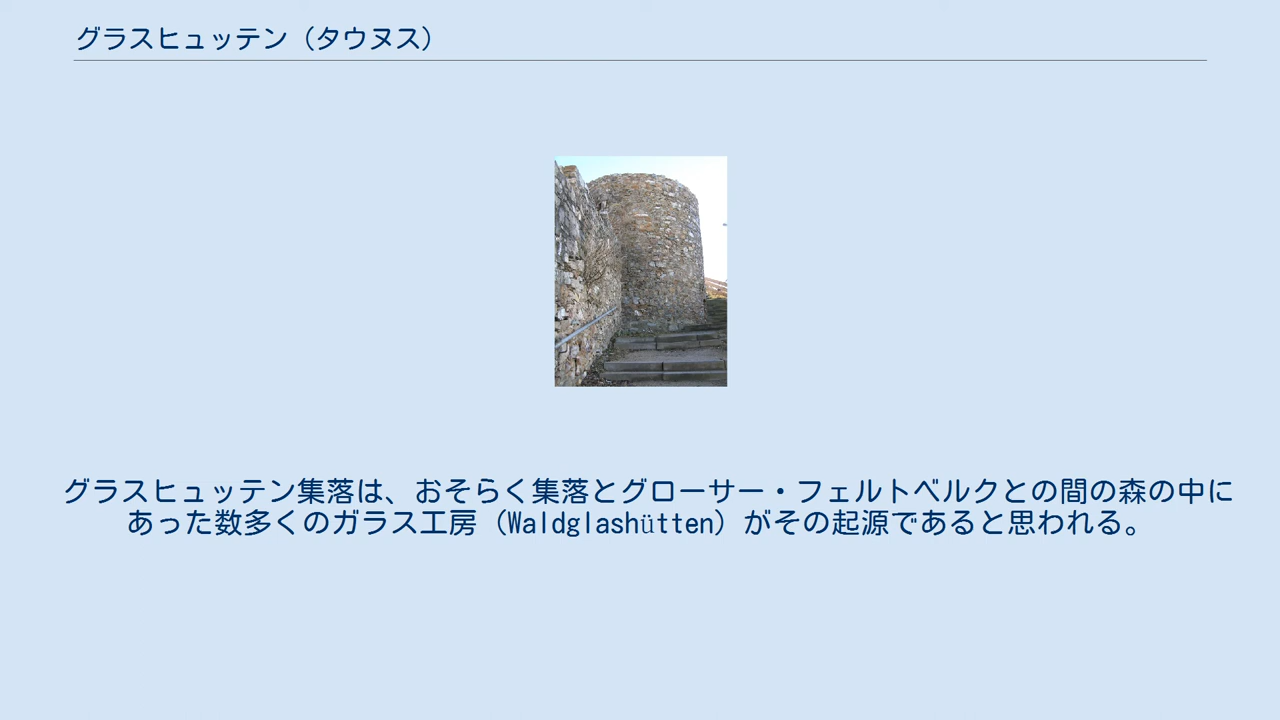 グラスヒュッテン（タウヌス）
グラスヒュッテン集落は、おそらく集落とグローサー・フェルトベルクとの間の森の中に
あった数多くのガラス工房（Waldglashütten）がその起源であると思われる。